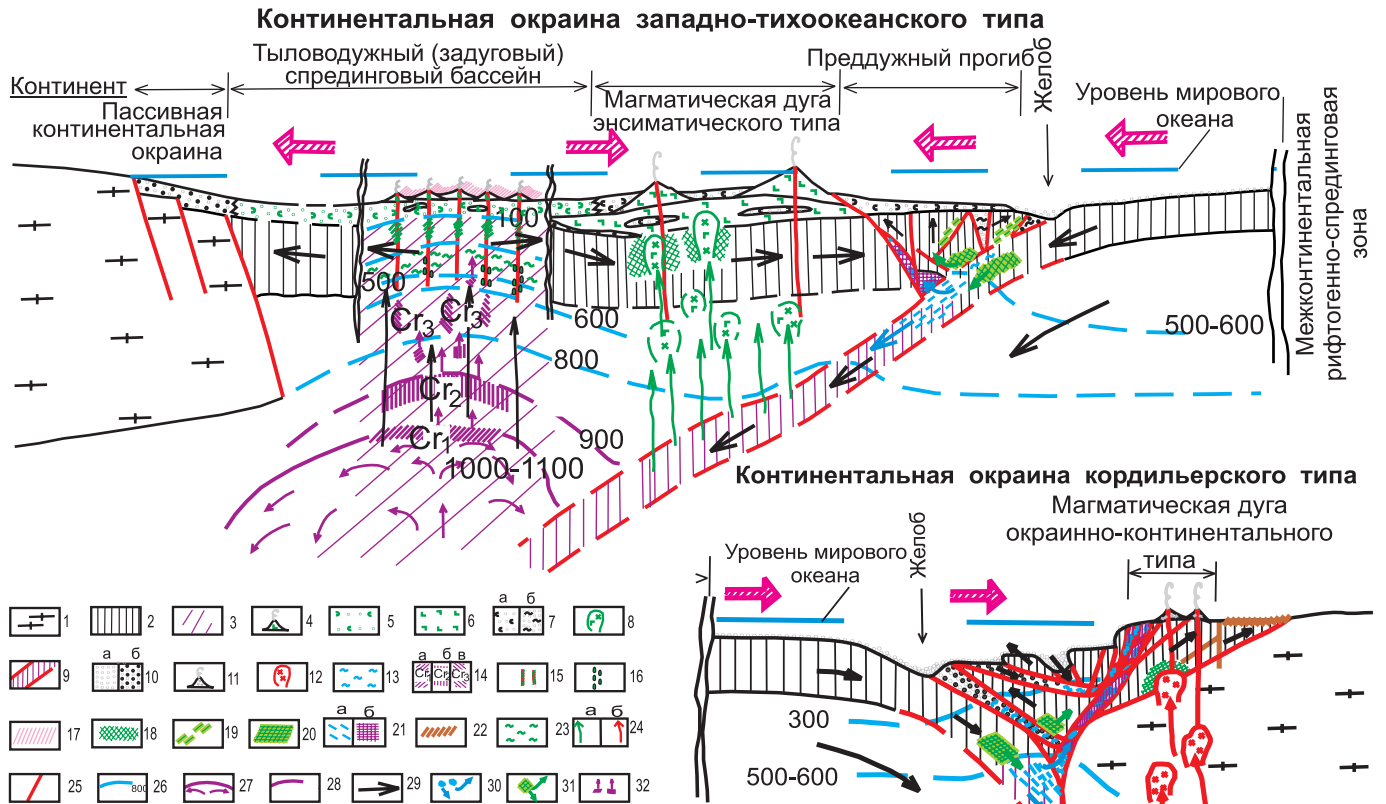 Континентальная окраина западно-тихоокеанского типа
Тыловодужный (задуговый)
спрединговый бассейн
Преддужный прогиб
Желоб
Континент
Пассивная
континентальная
окраина
Магматическая дуга
энсиматического типа
Уровень мирового
океана
Межконтинентальная
рифтогенно-спрединговая
зона
100
500
600
500-600
Cr3
Cr3
800
Cr2
Cr1
900
1000-1100
Континентальная окраина кордильерского типа
Магматическая дуга
окраинно-континентального
типа
Уровень мирового
океана
Желоб
>
300
500-600
1 2 3 4 5 6 а б 7 8
9 а б 10 11 12 13 а б в Cr1 Cr2 Cr3 14 15 16
17 18 19 20 а б 21 22 23 а б 24
25 800 26 27 28 29 30 31 32